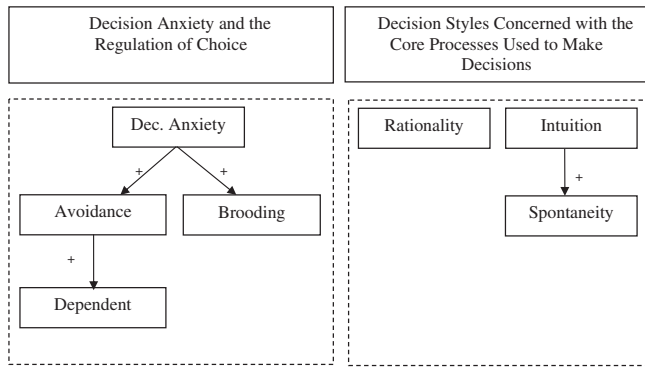 Decision Anxiety and the
Regulation of Choice
Decision Styles Concerned with the
Core Processes Used to Make
Decisions
Dec. Anxiety
+
+
Avoidance
Brooding
+
Dependent
Rationality
Intuition
+
Spontaneity